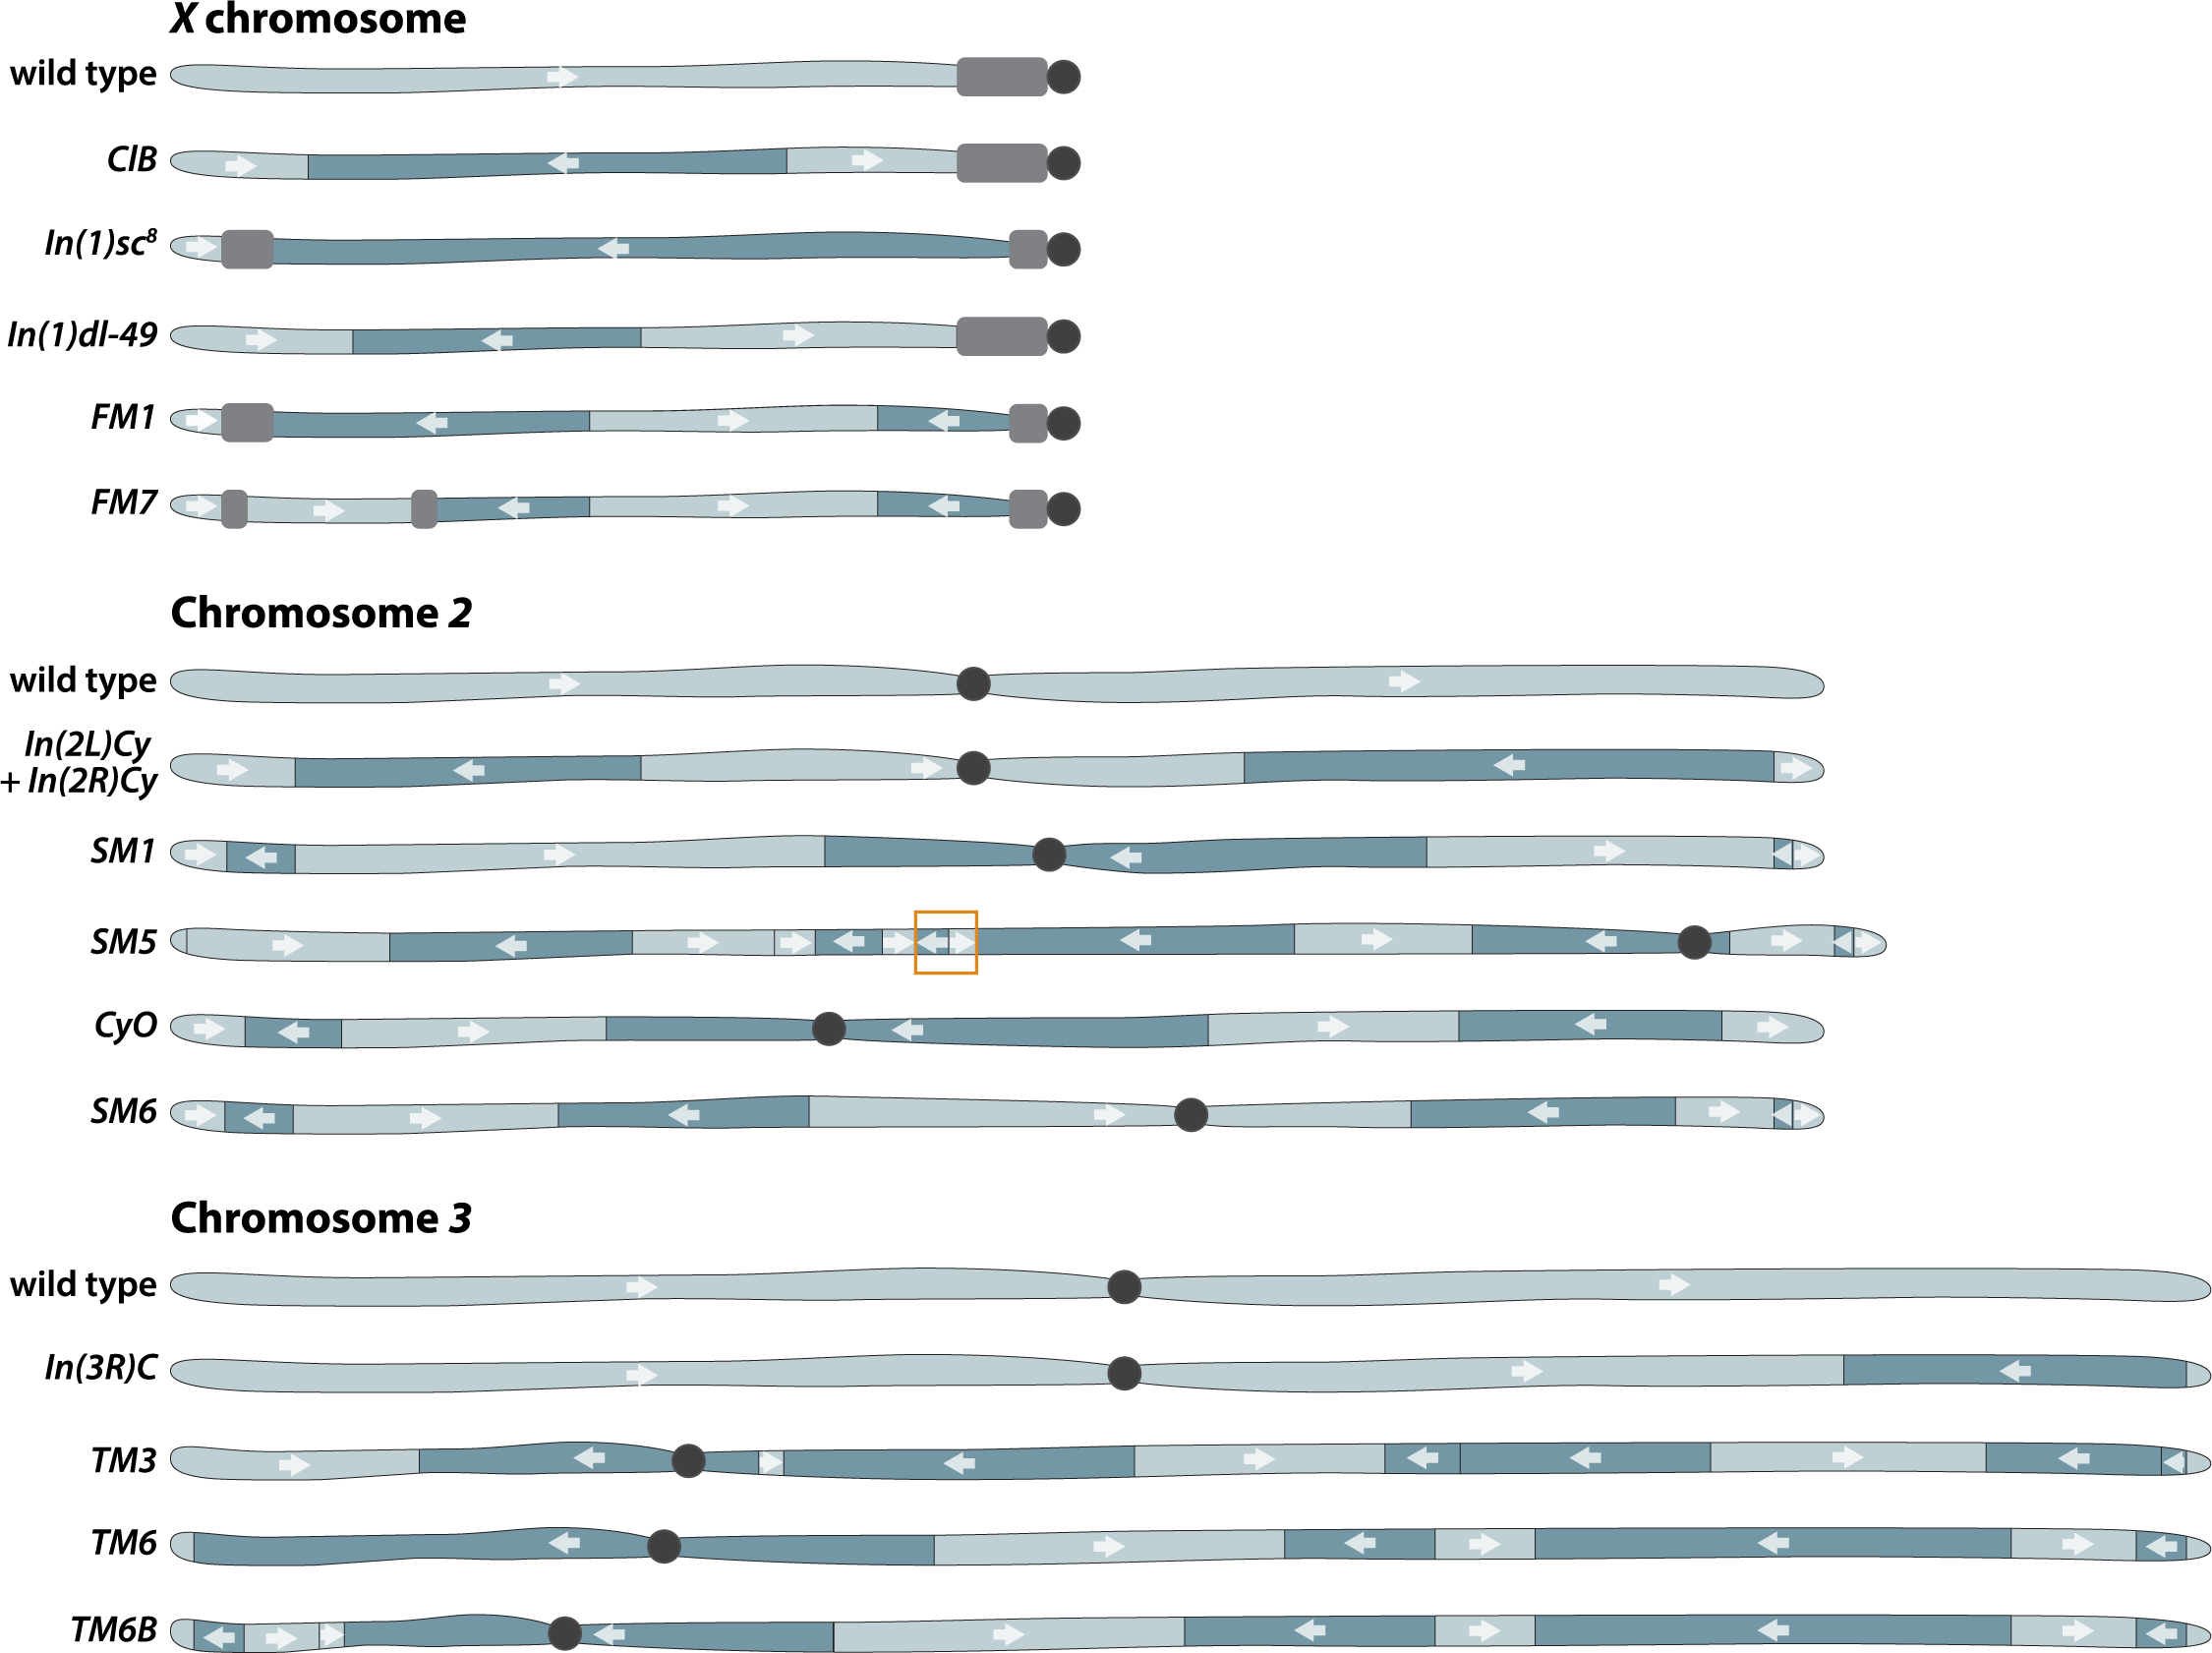 X chromosome
wild type
ClB
In(1)sc⁸
In(1)dl-49
FM1
FM7
Chromosome 2
wild type
In(2L)Cy
+ In(2R)Cy
SM1
SM5
CyO
SM6
Chromosome 3
wild type
In(3R)C
TM3
TM6
TM6B